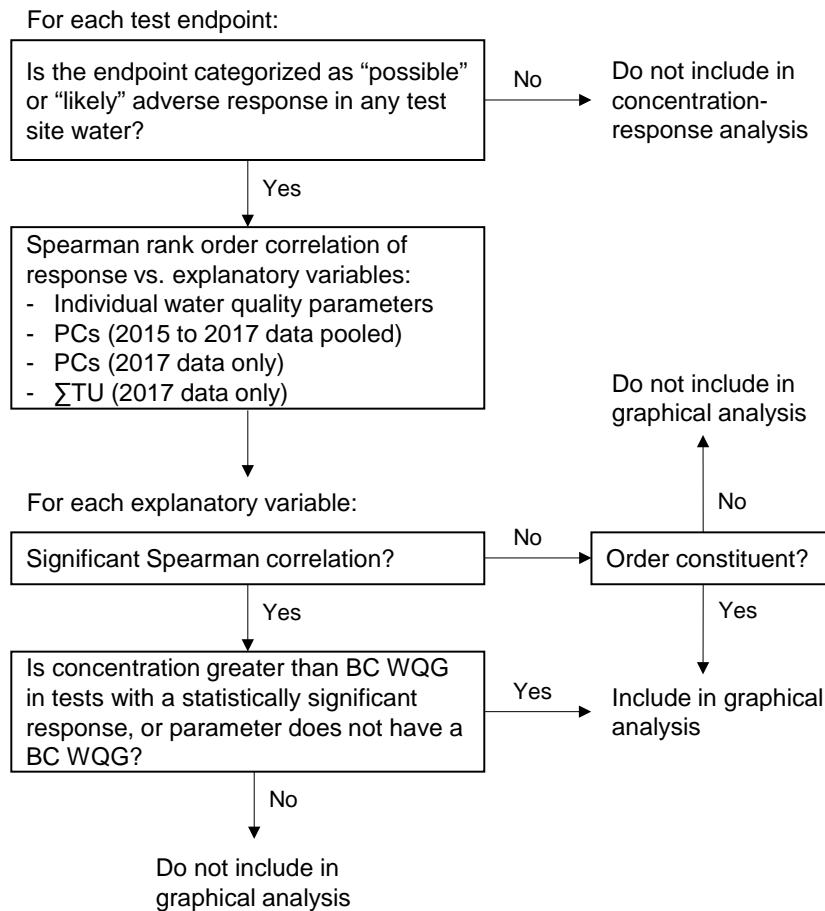 For each test endpoint:
Is the endpoint categorized as “possible”
or “likely” adverse response in any test
site water?
No
Do not include in
concentration-
response analysis
Yes
Spearman rank order correlation of
response vs. explanatory variables:
- Individual water quality parameters
- PCs (2015 to 2017 data pooled)
- PCs (2017 data only)
- ∑TU (2017 data only)
Do not include in
graphical analysis
No
For each explanatory variable:
Significant Spearman correlation?
No
Order constituent?
Yes
Yes
Is concentration greater than BC WQG
in tests with a statistically significant
response, or parameter does not have a
BC WQG?
Yes
Include in graphical
analysis
No
Do not include in
graphical analysis